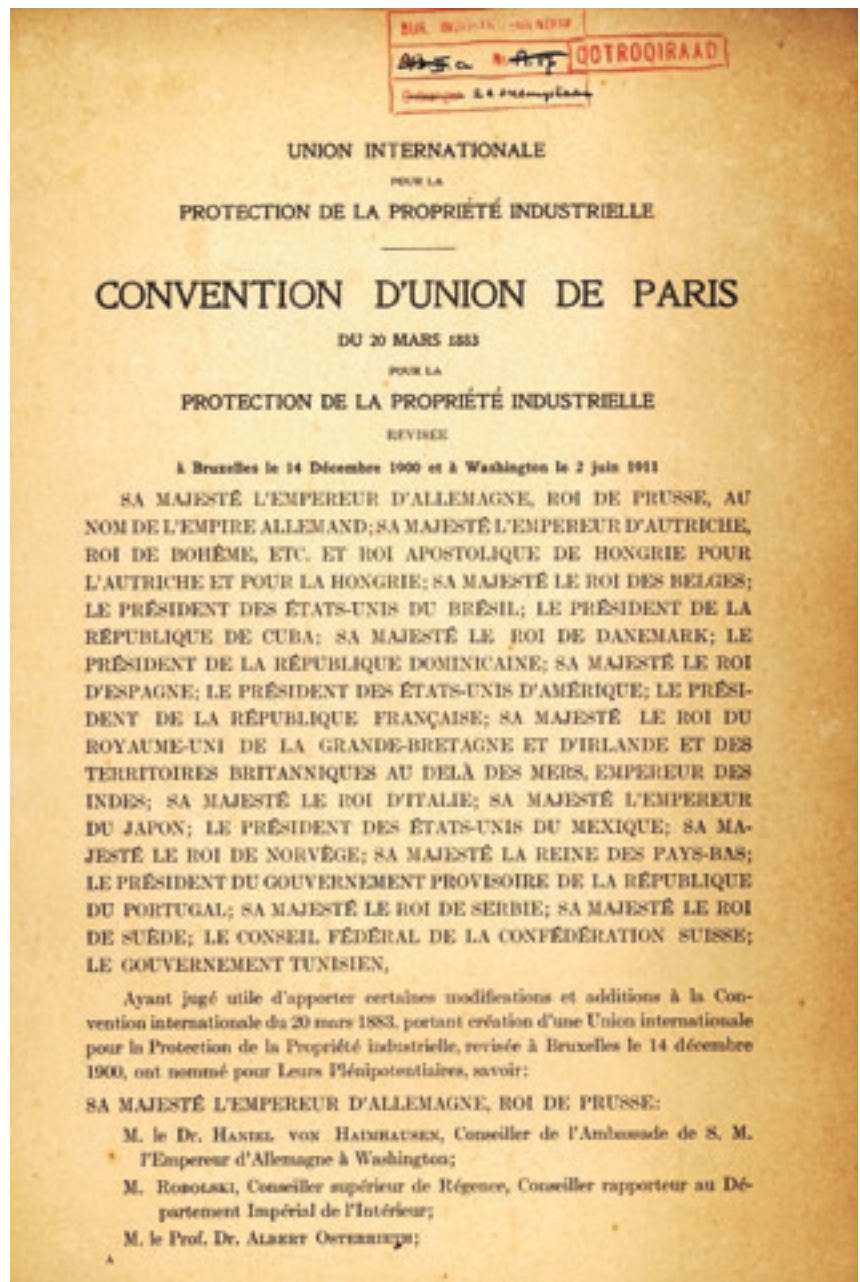 QOTROQIRAAD
UNION INTERNATIONALE
POUR LA
PROTECTION DE LA PROPRIÉTÉ INDUSTRIELLE
CONVENTION D'UNION DE PARIS
DU 20 MARS 1883
POUR LA
PROTECTION DE LA PROPRIÉTÉ INDUSTRIELLE
REVISÉE
à Bruxelles le 14 Décembre 1900 et à Washington le 2 juin 1911
SA MAJESTÉ L'EMPEREUR D'ALLEMAGNE, ROI DE PRUSSE, AU
NOM DE L'EMPIRE ALLEMAND; SA MAJESTÉ L'EMPEREUR D'AUTRICHE,
ROI DE BOHÊME, ETC. ET ROI APOSTOLIQUE DE HONGRIE POUR
L'AUTRICHE ET POUR LA HONGRIE; SA MAJESTÉ LE ROI DES BELGES;
LE PRÉSIDENT DES ÉTATS-UNIS DU BRÉSIL; LE PRÉSIDENT DE LA
RÉPUBLIQUE DE CUBA; SA MAJESTÉ LE ROI DE DANEMARK; LE
PRÉSIDENT DE LA RÉPUBLIQUE DOMINICAINE; SA MAJESTÉ LE ROI
D'ESPAGNE; LE PRÉSIDENT DES ÉTATS-UNIS D'AMÉRIQUE; LE PRÉSI-
DENT DE LA RÉPUBLIQUE FRANÇAISE; SA MAJESTÉ LE ROI DU
ROYAUME-UNI DE LA GRANDE-BRETAGNE ET D'IRLANDE ET DES
TERRITOIRES BRITANNIQUES AU DELÀ DES MERS, EMPEREUR DES
INDES; SA MAJESTÉ LE ROI D'ITALIE; SA MAJESTÉ L'EMPEREUR
DU JAPON; LE PRÉSIDENT DES ÉTATS-UNIS DU MEXIQUE; SA MA-
JESTÉ LE ROI DE NORVÈGE; SA MAJESTÉ LA REINE DES PAYS-BAS;
LE PRÉSIDENT DU GOUVERNEMENT PROVISOIRE DE LA RÉPUBLIQUE
DU PORTUGAL; SA MAJESTÉ LE ROI DE SERBIE; SA MAJESTÉ LE ROI
DE SUÈDE; LE CONSEIL FÉDÉRAL DE LA CONFÉDÉRATION SUISSE;
LE GOUVERNEMENT TUNISIEN,
Ayant jugé utile d'apporter certaines modifications et additions à la Con-
vention internationale du 20 mars 1883, portant création d'une Union internationale
pour la Protection de la Propriété industrielle, revisée à Bruxelles le 14 décembre
1900, ont nommé pour Leurs Plénipotentiaires, savoir:
SA MAJESTÉ L'EMPEREUR D'ALLEMAGNE, ROI DE PRUSSE:
M. le Dr. HANIEL VON HAIMHAUSEN, Conseiller de l'Ambassade de S. M.
l'Empereur d'Allemagne à Washington;
M. ROBOLSKI, Conseiller supérieur de Régence, Conseiller rapporteur au Dé-
partement Impérial de l'Intérieur;
M. le Prof. Dr. ALBERT OSTERRIETH;
A